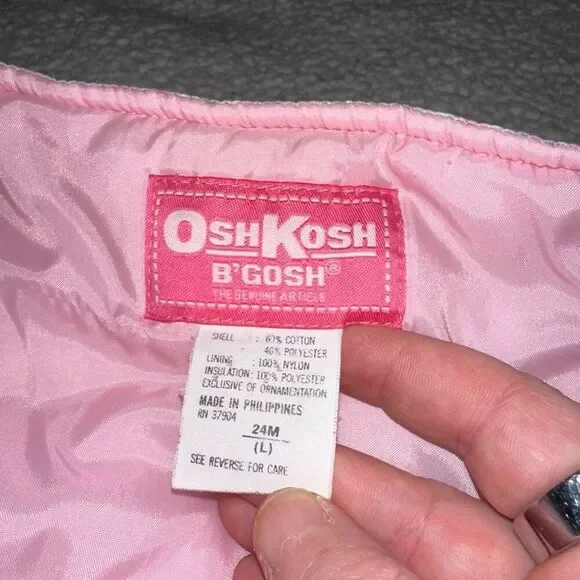 OSHKOSH
B'GOSH®
THE GENUINE ARTICLE
SHELL : 60% COTTON
46% POLYESTER
LINING : 100% NYLON
INSULATION: 100% POLYESTER
EXCLUSIVE OF ORNAMENTATION
MADE IN PHILIPPINES
RN 37904
24M
(L)
SEE REVERSE FOR CARE